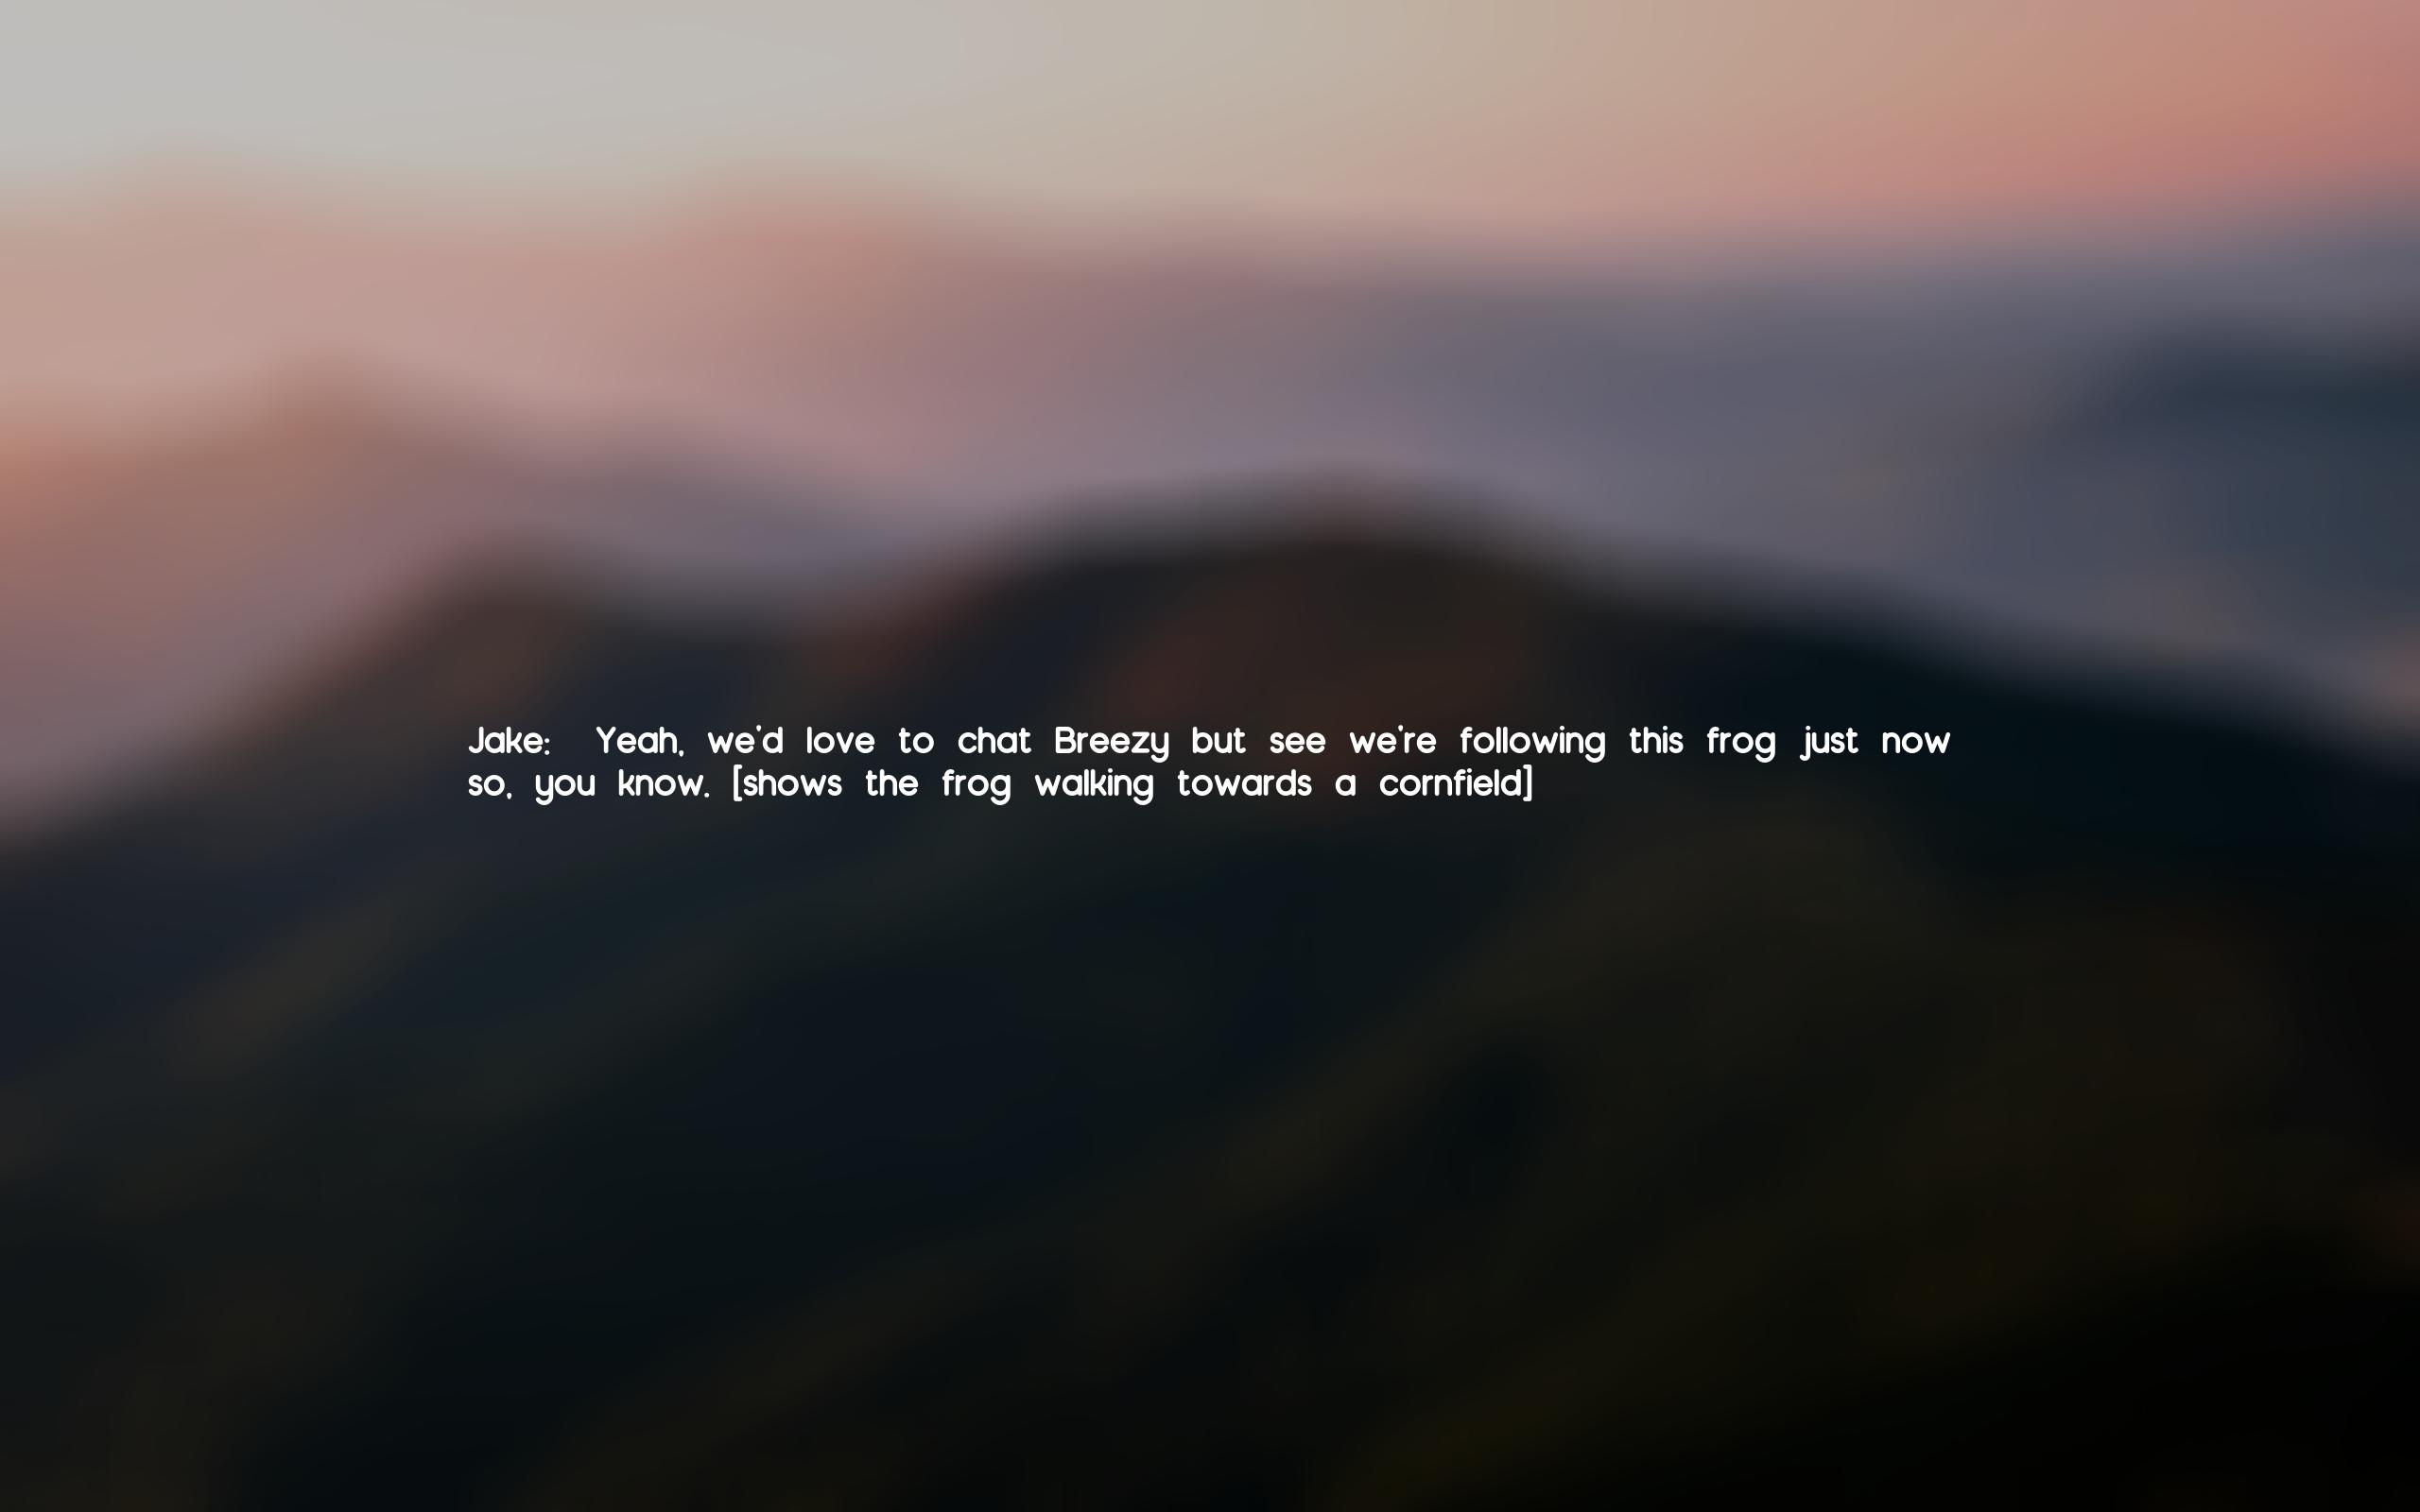 Jake:  Yeah, we'd love to chat Breezy but see we're following this frog just now
so, you know. [shows the frog walking towards a cornfield]